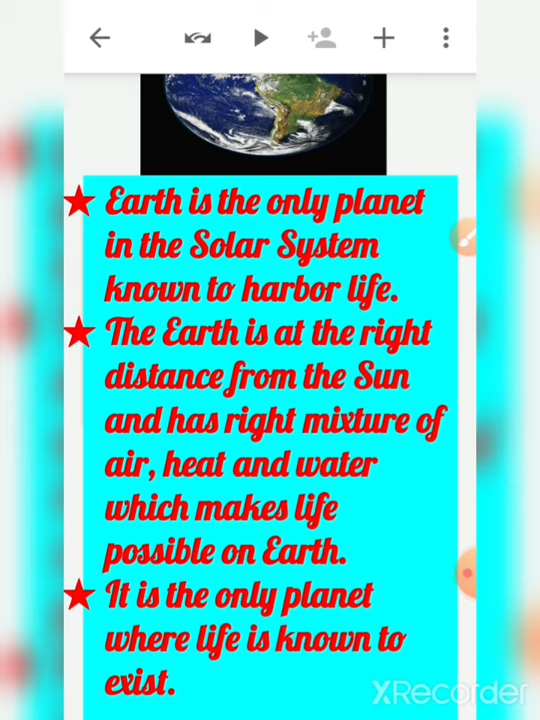 Earth is the only planet
in the Solar System
known to harbor life.
The Earth is at the right
distance from the Sun
and has right mixture of
air, heat and water
which makes life
possible on Earth.
It is the only planet
where life is known to
exist.
XRecorder